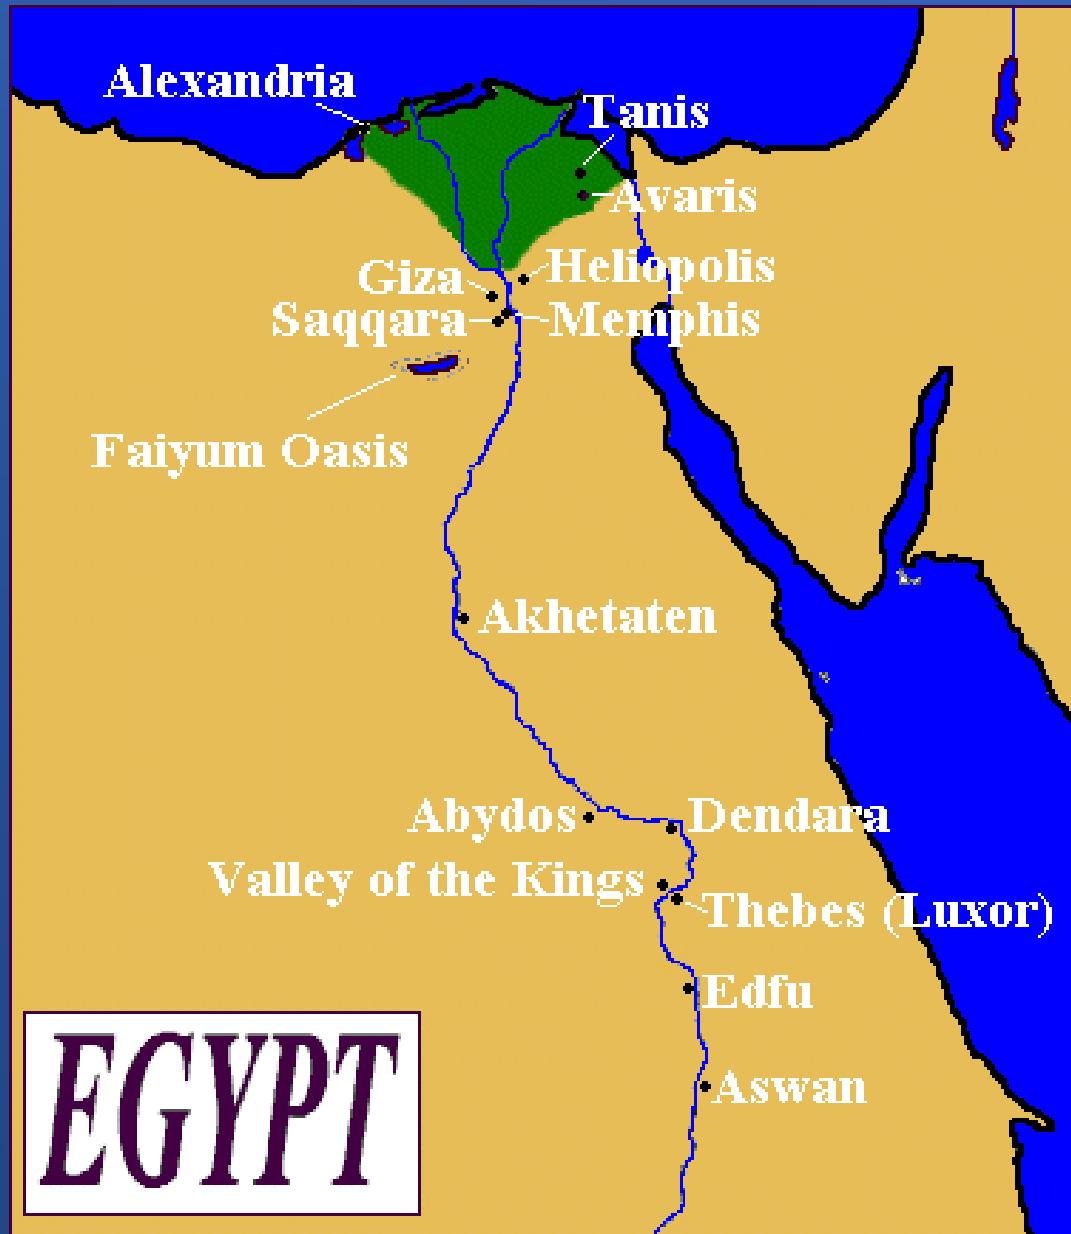 Alexandria
Tanis
Avaris
Heliopolis
Giza
Saqqara
Memphis
Faiyum Oasis
Akhetaten
Abydos
Dendara
Valley of the Kings
Thebes (Luxor)
Edfu
Aswan
EGYPT